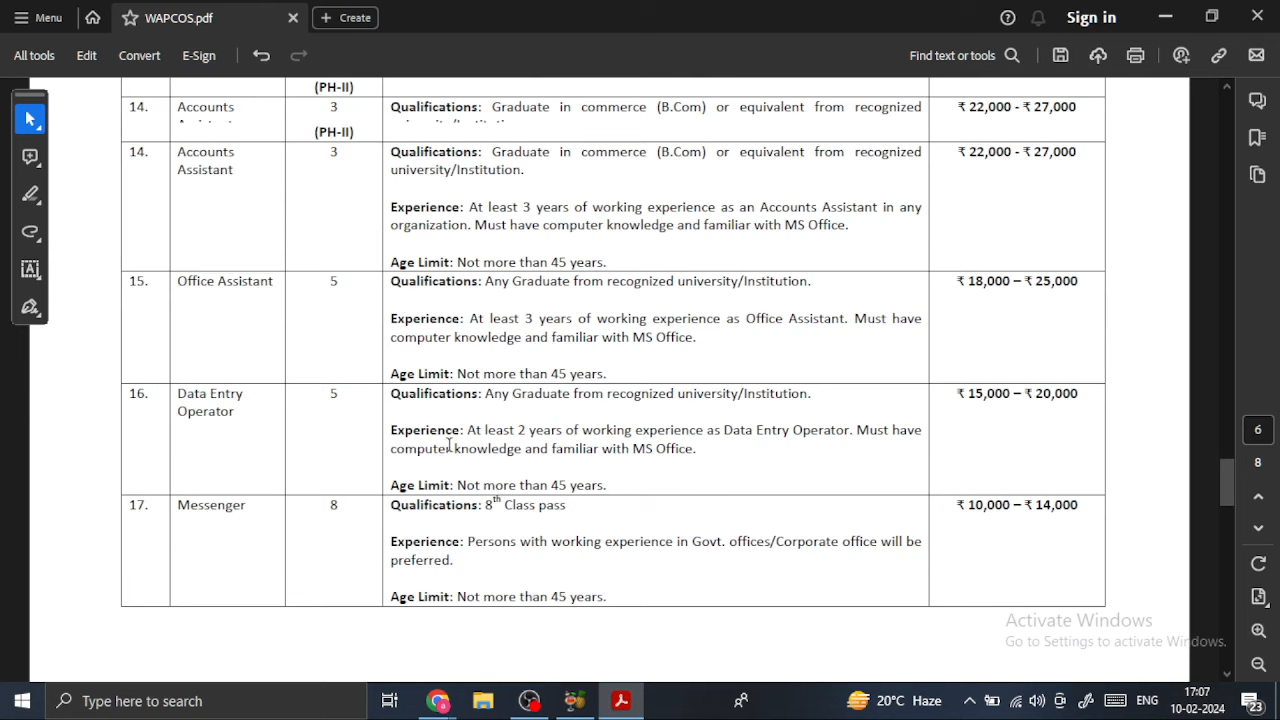 Menu
WAPCOS.pdf
Create
Sign in
All tools
Edit
Convert
E-Sign
Find text or tools
(PH-II)
14. Accounts 3 Qualifications: Graduate in commerce (B.Com) or equivalent from recognized ₹ 22,000 - ₹ 27,000
(PH-II)
14. Accounts 3 Qualifications: Graduate in commerce (B.Com) or equivalent from recognized ₹ 22,000 - ₹ 27,000
Assistant university/Institution.
Experience: At least 3 years of working experience as an Accounts Assistant in any
organization. Must have computer knowledge and familiar with MS Office.
Age Limit: Not more than 45 years.
15. Office Assistant 5 Qualifications: Any Graduate from recognized university/Institution. ₹ 18,000 – ₹ 25,000
Experience: At least 3 years of working experience as Office Assistant. Must have
computer knowledge and familiar with MS Office.
Age Limit: Not more than 45 years.
16. Data Entry 5 Qualifications: Any Graduate from recognized university/Institution. ₹ 15,000 – ₹ 20,000
Operator
Experience: At least 2 years of working experience as Data Entry Operator. Must have
computer knowledge and familiar with MS Office.
Age Limit: Not more than 45 years.
17. Messenger 8 Qualifications: 8th Class pass ₹ 10,000 – ₹ 14,000
Experience: Persons with working experience in Govt. offices/Corporate office will be
preferred.
Age Limit: Not more than 45 years.
6
8
Activate Windows
Go to Settings to activate Windows.
Type here to search
20°C Haze
ENG
17:07
10-02-2024
23